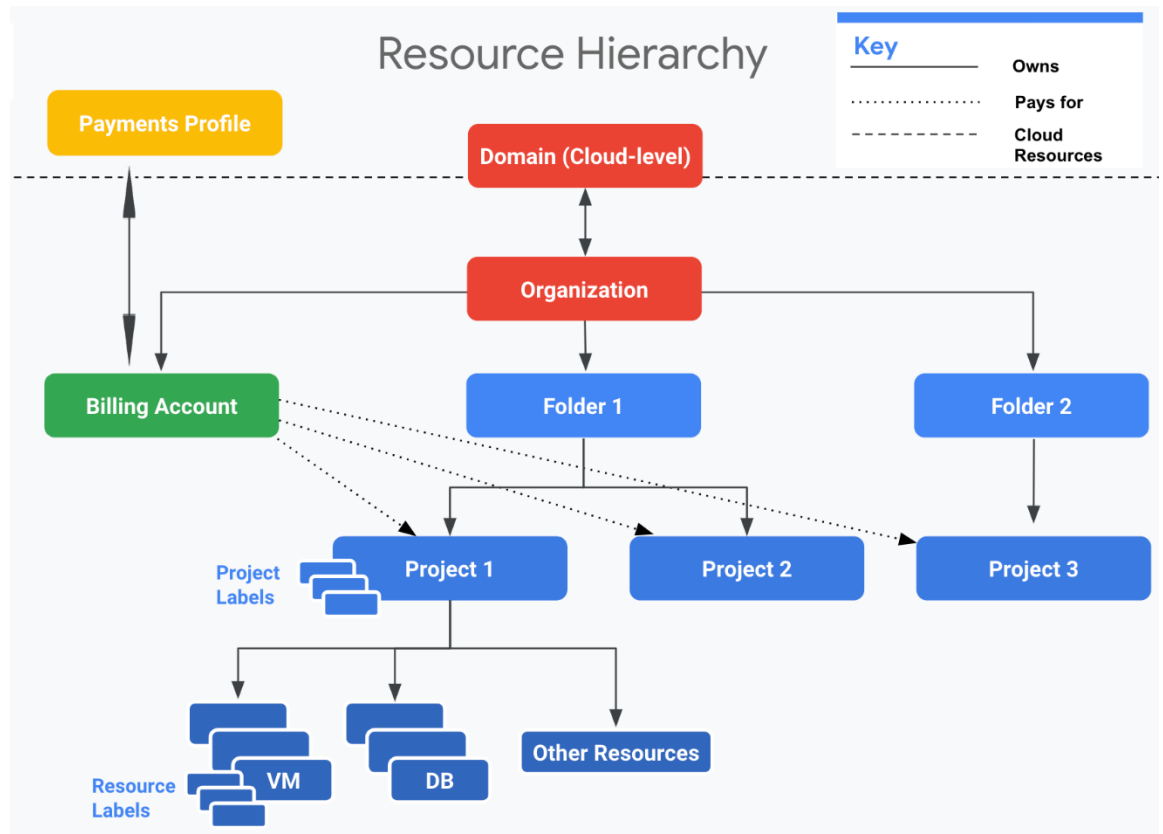 Resource Hierarchy
Key
Owns
Pays for
Cloud
Resources
Payments Profile
Domain (Cloud-level)
Organization
Billing Account
Folder 1
Folder 2
Project
Labels
Project 1
Project 2
Project 3
Resource
Labels
VM
DB
Other Resources